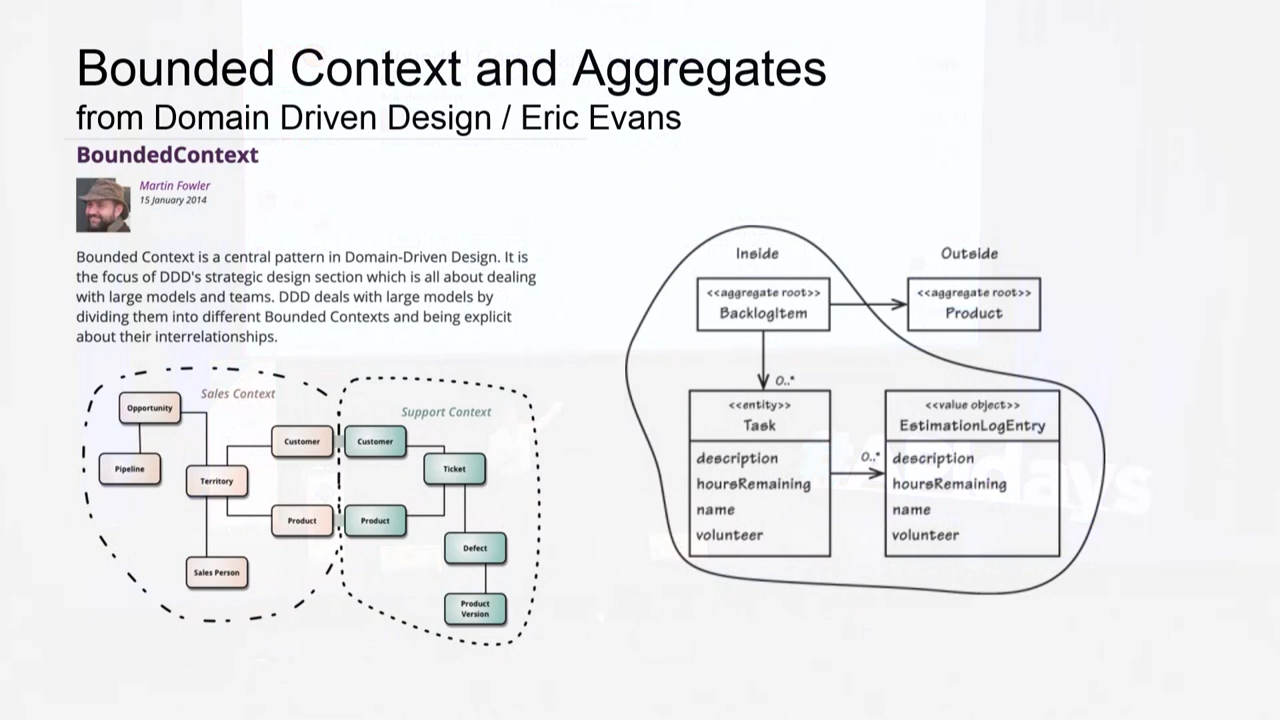 Bounded Context and Aggregates
from Domain Driven Design / Eric Evans
BoundedContext
Martin Fowler
15 January 2014
Bounded Context is a central pattern in Domain-Driven Design. It is
the focus of DDD's strategic design section which is all about dealing
with large models and teams. DDD deals with large models by
dividing them into different Bounded Contexts and being explicit
about their interrelationships.
Sales Context
Opportunity
Pipeline
Territory
Customer
Product
Sales Person
Support Context
Customer
Ticket
Product
Defect
Product
Version
Inside
Outside
<<aggregate root>>
BacklogItem
<<aggregate root>>
Product
0..*
<<entity>>
Task
description
hoursRemaining
name
volunteer
0..*
<<value object>>
EstimationLogEntry
description
hoursRemaining
name
volunteer